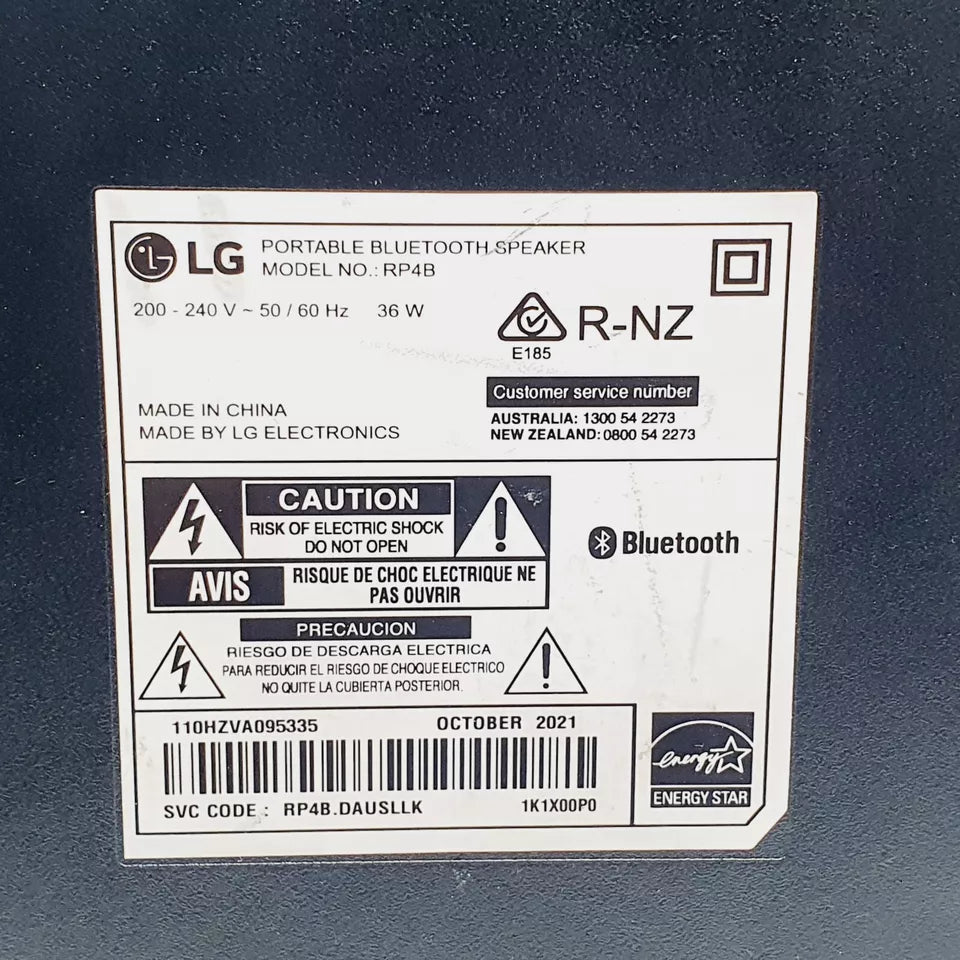 LG
PORTABLE BLUETOOTH SPEAKER
MODEL NO.: RP4B
200 - 240 V ~ 50 / 60 Hz 36 W
R-NZ
E185
Customer service number
AUSTRALIA: 1300 54 2273
NEW ZEALAND: 0800 54 2273
MADE IN CHINA
MADE BY LG ELECTRONICS
CAUTION
RISK OF ELECTRIC SHOCK
DO NOT OPEN
AVIS
RISQUE DE CHOC ELECTRIQUE NE
PAS OUVRIR
Bluetooth
PRECAUCION
RIESGO DE DESCARGA ELECTRICA
PARA REDUCIR EL RIESGO DE CHOQUE ELECTRICO
NO QUITE LA CUBIERTA POSTERIOR.
110HZVA095335 OCTOBER 2021
SVC CODE : RP4B.DAUSLLK 1K1X00P0
energy
ENERGY STAR